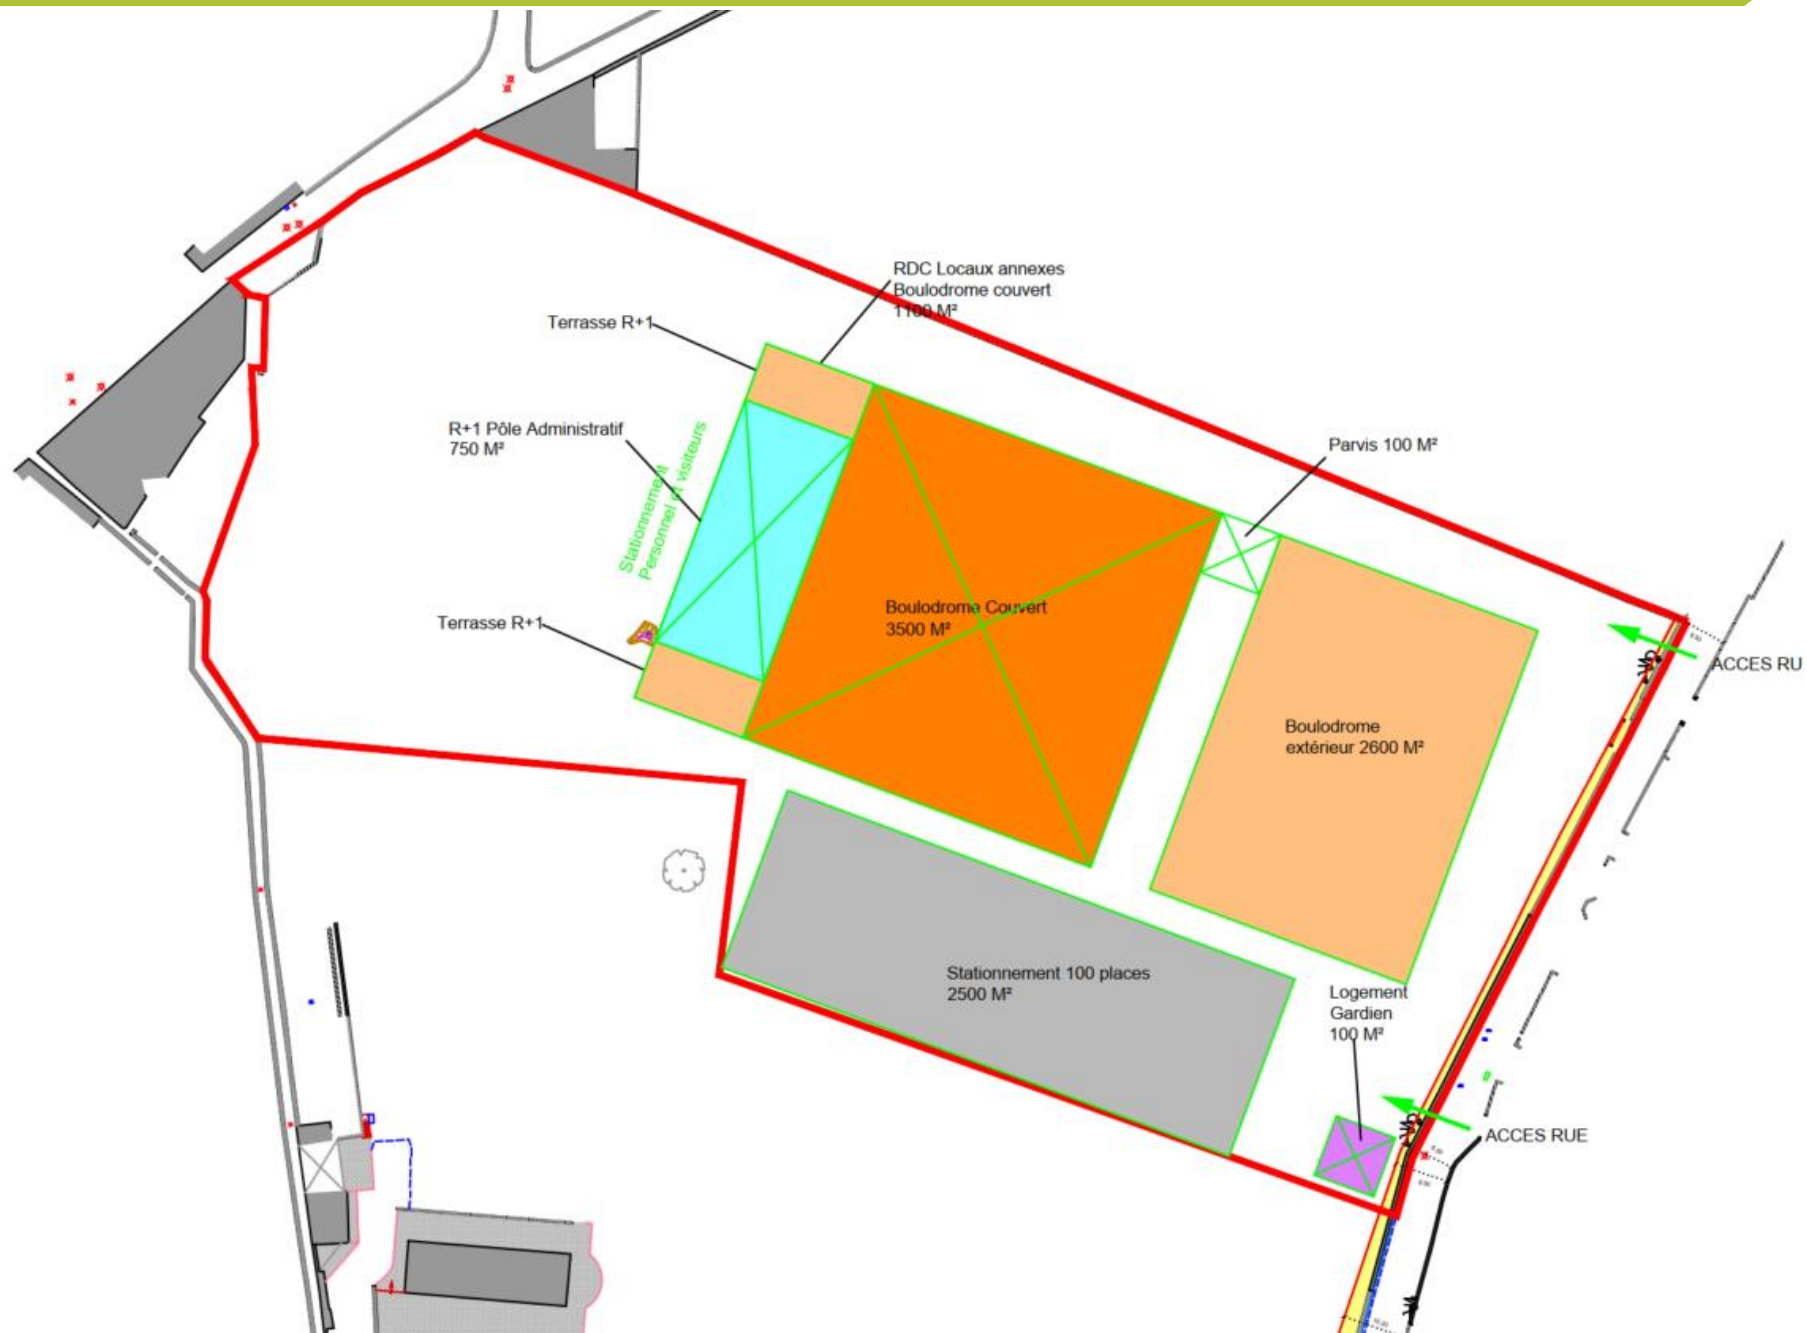 RDC Locaux annexes
Boulodrome couvert
1100 M²
Terrasse R+1
R+1 Pôle Administratif
750 M²
Stationnement
Personnel et visiteurs
Parvis 100 M²
Boulodrome Couvert
3500 M²
Terrasse R+1
ACCES RU
Boulodrome
extérieur 2600 M²
Stationnement 100 places
2500 M²
Logement
Gardien
100 M²
ACCES RUE